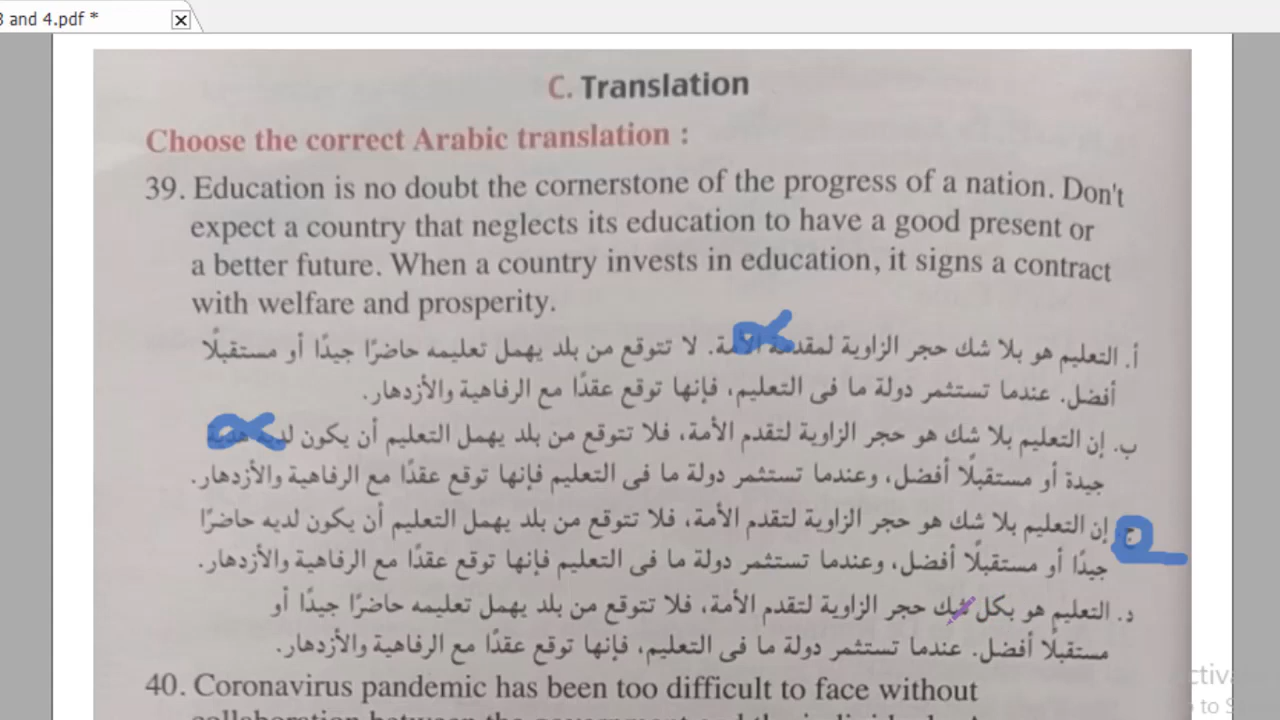 3 and 4.pdf *
C. Translation
Choose the correct Arabic translation :
39. Education is no doubt the cornerstone of the progress of a nation. Don't
expect a country that neglects its education to have a good present or
a better future. When a country invests in education, it signs a contract
with welfare and prosperity.
أ. التعليم هو بلا شك حجر الزاوية لمقدمة الأمة. لا تتوقع من بلد يهمل تعليمه حاضرًا جيدًا أو مستقبلًا
أفضل. عندما تستثمر دولة ما فى التعليم، فإنها توقع عقدًا مع الرفاهية والأزدهار.
ب. إن التعليم بلا شك هو حجر الزاوية لتقدم الأمة، فلا تتوقع من بلد يهمل التعليم أن يكون لديه هدية
جيدة أو مستقبلًا أفضل، وعندما تستثمر دولة ما فى التعليم فإنها توقع عقدًا مع الرفاهية والأزدهار.
ج. إن التعليم بلا شك هو حجر الزاوية لتقدم الأمة، فلا تتوقع من بلد يهمل التعليم أن يكون لديه حاضرًا
جيدًا أو مستقبلًا أفضل، وعندما تستثمر دولة ما فى التعليم فإنها توقع عقدًا مع الرفاهية والأزدهار.
د. التعليم هو بكل شك حجر الزاوية لتقدم الأمة، فلا تتوقع من بلد يهمل تعليمه حاضرًا جيدًا أو
مستقبلًا أفضل. عندما تستثمر دولة ما فى التعليم، فإنها توقع عقدًا مع الرفاهية والأزدهار.
40. Coronavirus pandemic has been too difficult to face without